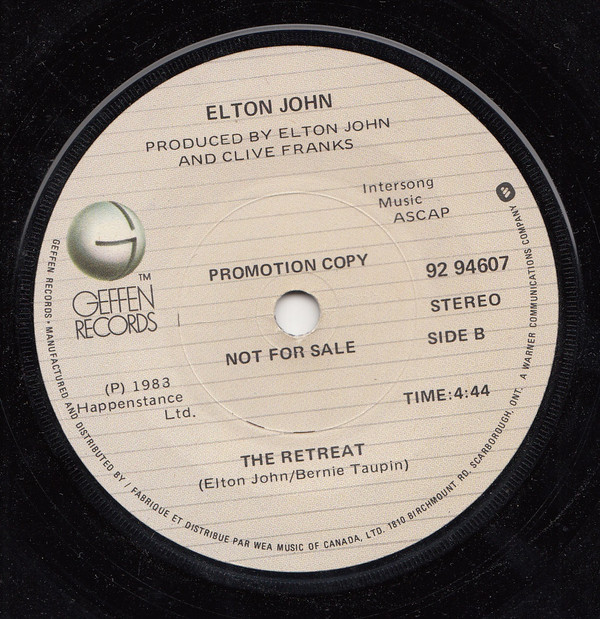 ELTON JOHN
PRODUCED BY ELTON JOHN
AND CLIVE FRANKS
Intersong
Music
ASCAP
G
TM
GEFFEN
RECORDS
PROMOTION COPY
92 94607
STEREO
SIDE B
NOT FOR SALE
(P) 1983
Happenstance
Ltd.
TIME:4:44
THE RETREAT
(Elton John/Bernie Taupin)
GEFFEN RECORDS • MANUFACTURED AND DISTRIBUTED BY / FABRIQUE ET DISTRIBUE PAR WEA MUSIC OF CANADA, LTD. 1810 BIRCHMOUNT RD, SCARBOROUGH, ONT. A WARNER COMMUNICATIONS COMPANY